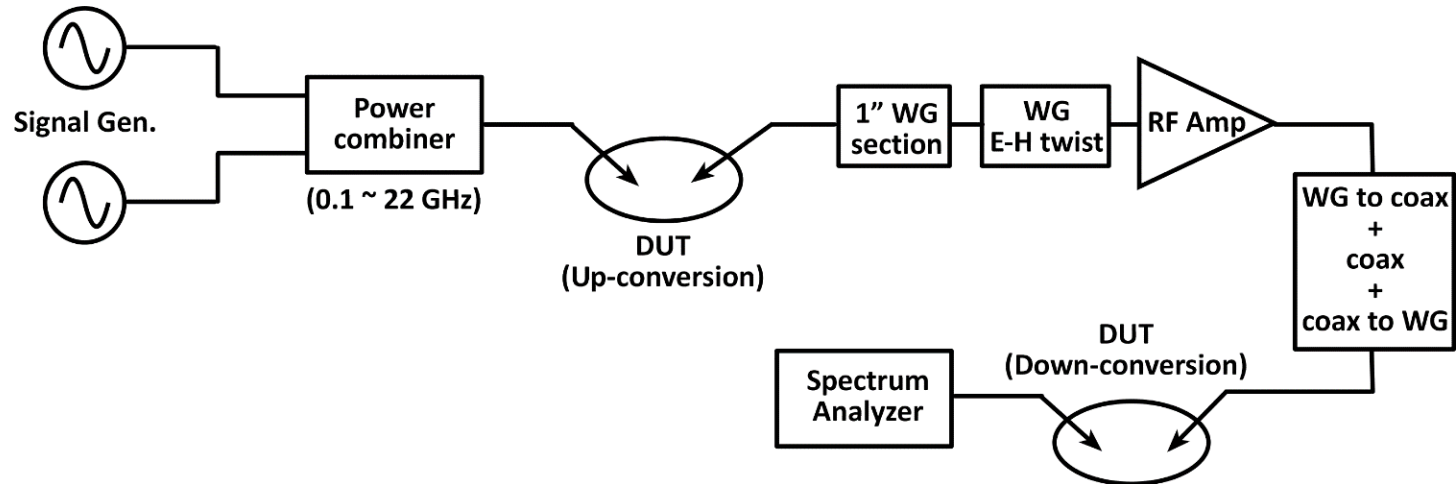 Signal Gen.
Power
combiner
(0.1 ~ 22 GHz)
DUT
(Up-conversion)
1” WG
section
WG
E-H twist
RF Amp
WG to coax
+
coax
+
coax to WG
DUT
(Down-conversion)
Spectrum
Analyzer